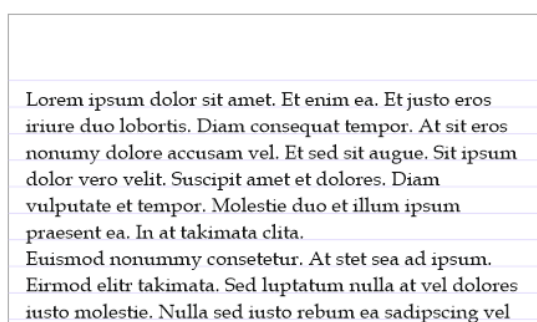 Lorem ipsum dolor sit amet. Et enim ea. Et justo eros
iriure duo lobortis. Diam consequat tempor. At sit eros
nonumy dolore accusam vel. Et sed sit augue. Sit ipsum
dolor vero velit. Suscipit amet et dolores. Diam
vulputate et tempor. Molestie duo et illum ipsum
praesent ea. In at takimata clita.
Euismod nonummy consetetur. At stet sea ad ipsum.
Eirmod elitr takimata. Sed luptatum nulla at vel dolores
iusto molestie. Nulla sed iusto rebum ea sadipscing vel